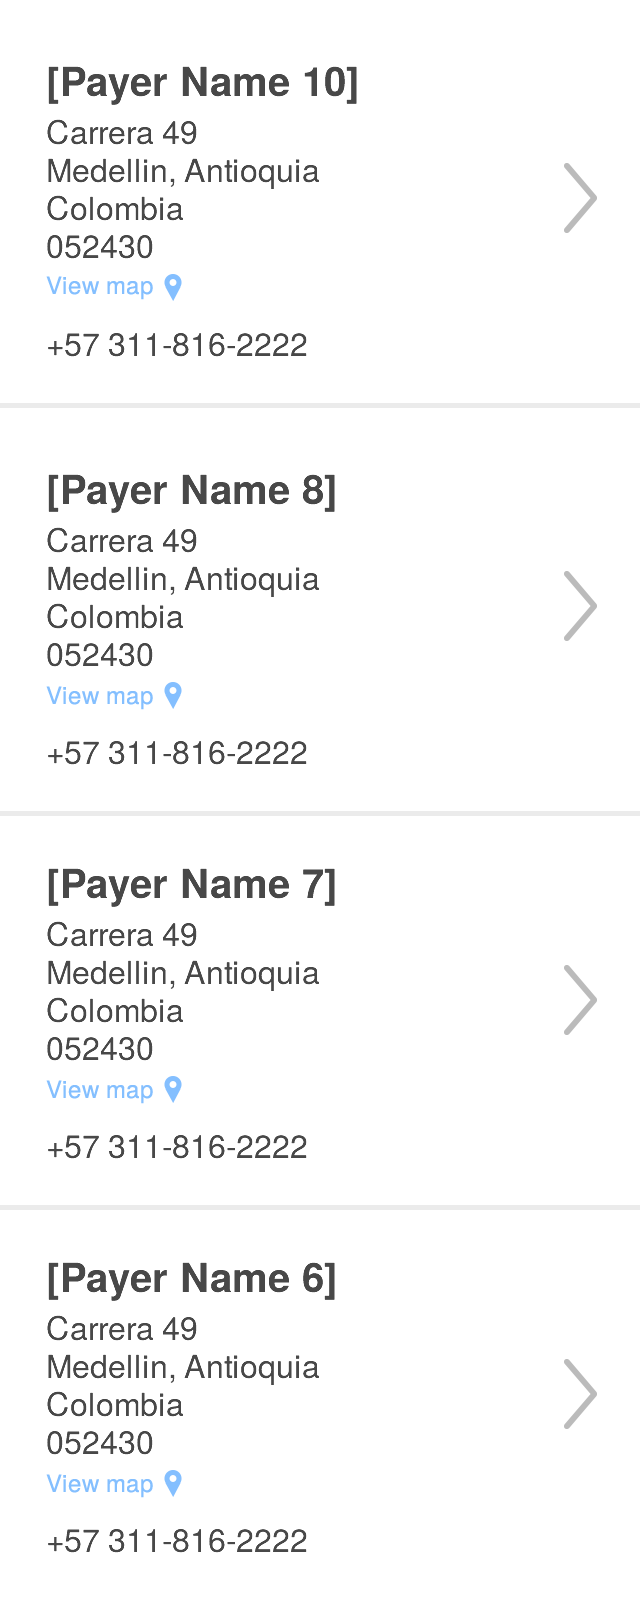 [Payer Name 10]
Carrera 49
Medellin, Antioquia
Colombia
052430
View map
+57 311-816-2222
[Payer Name 8]
Carrera 49
Medellin, Antioquia
Colombia
052430
View map
+57 311-816-2222
[Payer Name 7]
Carrera 49
Medellin, Antioquia
Colombia
052430
View map
+57 311-816-2222
[Payer Name 6]
Carrera 49
Medellin, Antioquia
Colombia
052430
View map
+57 311-816-2222